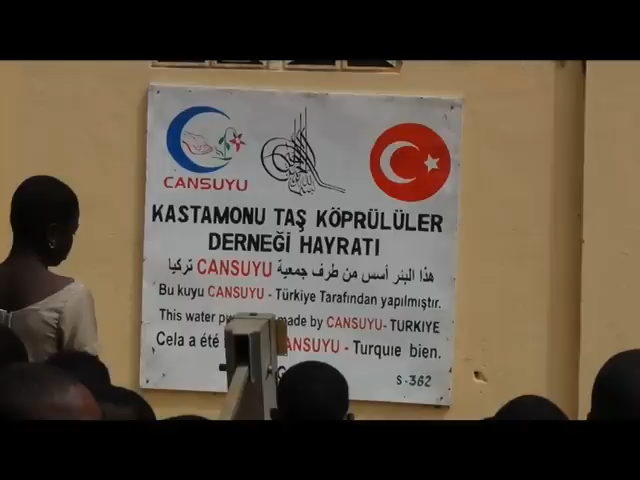 CANSUYU
KASTAMONU TAŞ KÖPRÜLÜLER
DERNEĞİ HAYRATI
هذا البئر أسس من طرف جمعية CANSUYU تركيا
Bu kuyu CANSUYU - Türkiye Tarafından yapılmıştır.
This water made by CANSUYU- TURKIYE
Cela a été CANSUYU - Turquie bien.
S-362